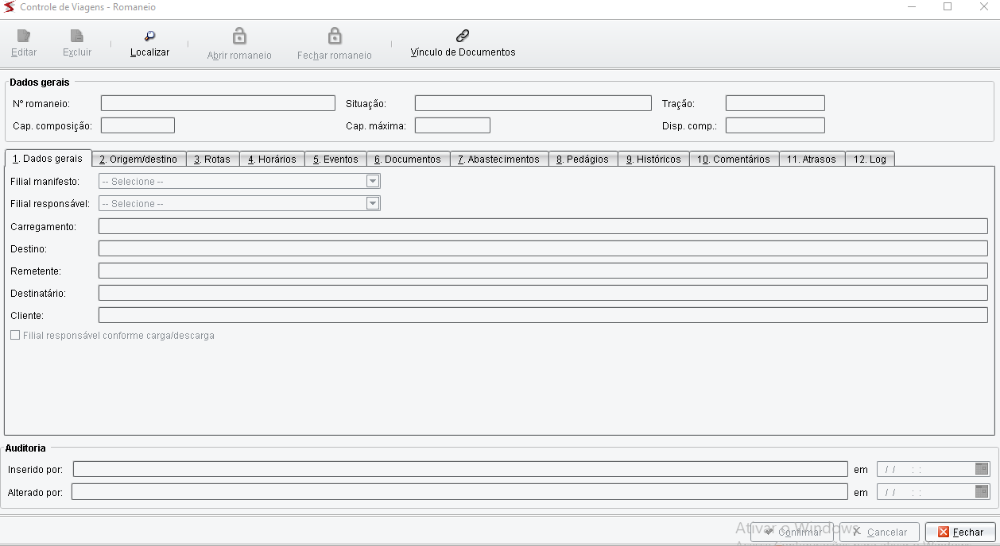 Controle de Viagens - Romaneio
Editar Excluir Localizar Abrir romaneio Fechar romaneio Vínculo de Documentos
Dados gerais
Nº romaneio: Situação: Tração:
Cap. composição: Cap. máxima: Disp. comp.:
1. Dados gerais 2. Origem/destino 3. Rotas 4. Horários 5. Eventos 6. Documentos 7. Abastecimentos 8. Pedágios 9. Históricos 10. Comentários 11. Atrasos 12. Log
Filial manifesto: -- Selecione --
Filial responsável: -- Selecione --
Carregamento:
Destino:
Remetente:
Destinatário:
Cliente:
Filial responsável conforme carga/descarga
Auditoria
Inserido por: em / / : :
Alterado por: em / / : :
Ativar o Windows
Confirmar Cancelar Fechar